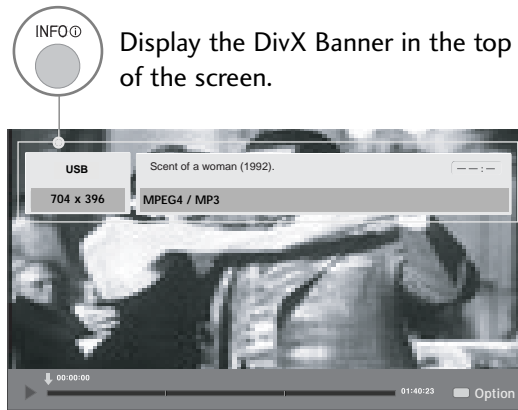 INFO ⓘ
Display the DivX Banner in the top
of the screen.
USB
Scent of a woman (1992).
――:―
704 x 396
MPEG4 / MP3
00:00:00
01:40:23
Option